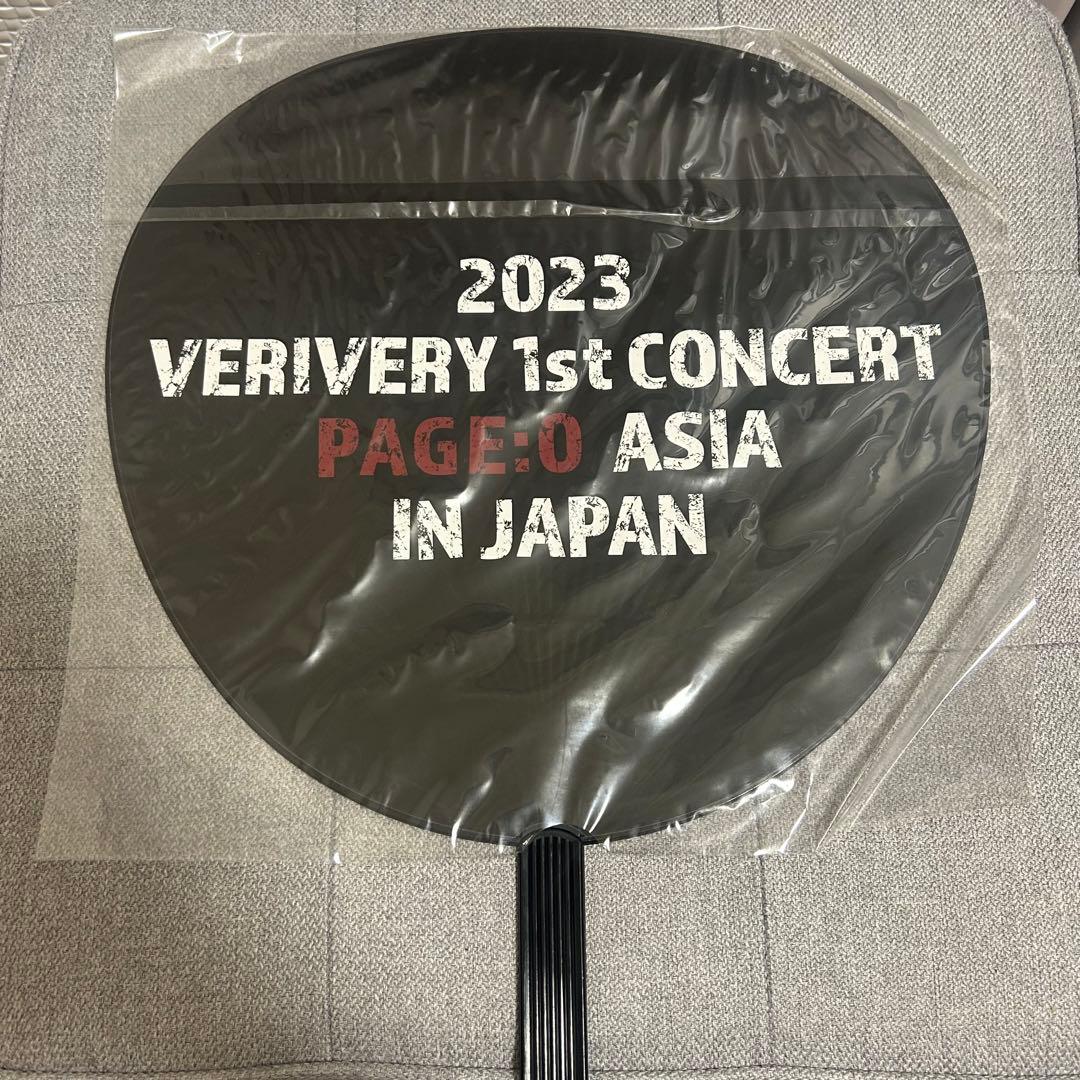 2023
VERIVERY 1st CONCERT
PAGE:0 ASIA
IN JAPAN